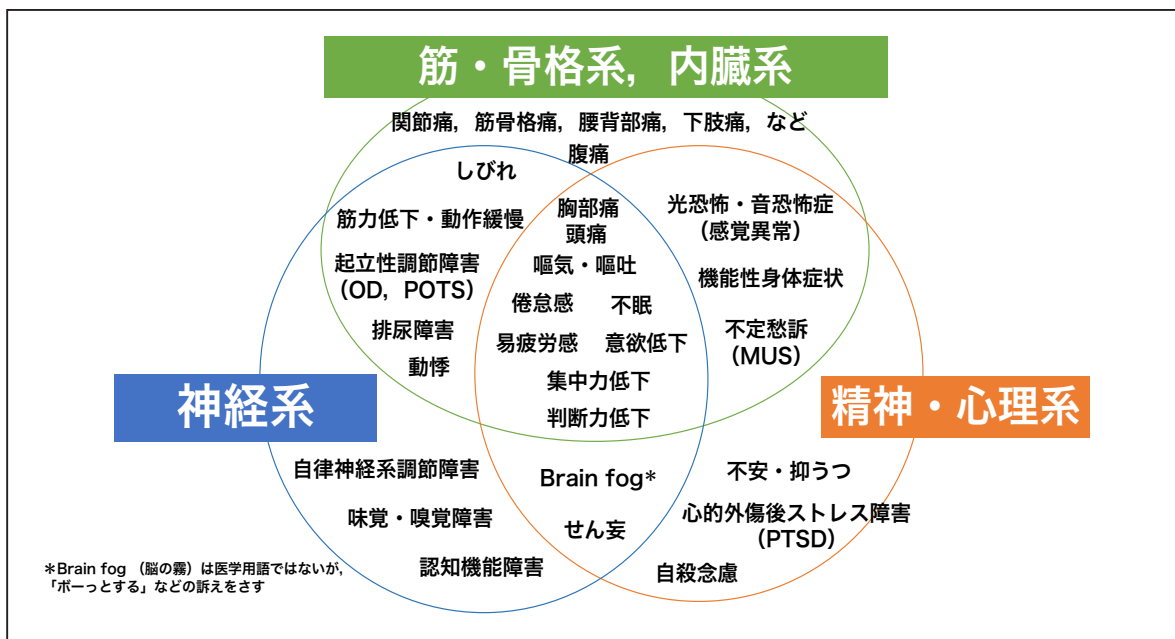 筋・骨格系，内臓系
関節痛，筋骨格痛，腰背部痛，下肢痛，など
腹痛
しびれ
筋力低下・動作緩慢
起立性調節障害
（OD，POTS）
排尿障害
動悸
胸部痛
頭痛
嘔気・嘔吐
倦怠感 不眠
易疲労感 意欲低下
集中力低下
判断力低下
光恐怖・音恐怖症
（感覚異常）
機能性身体症状
不定愁訴
（MUS）
神経系
精神・心理系
自律神経系調節障害
味覚・嗅覚障害
認知機能障害
Brain fog*
せん妄
不安・抑うつ
心的外傷後ストレス障害
（PTSD）
自殺念慮
＊Brain fog （脳の霧）は医学用語ではないが，
「ボーっとする」などの訴えをさす